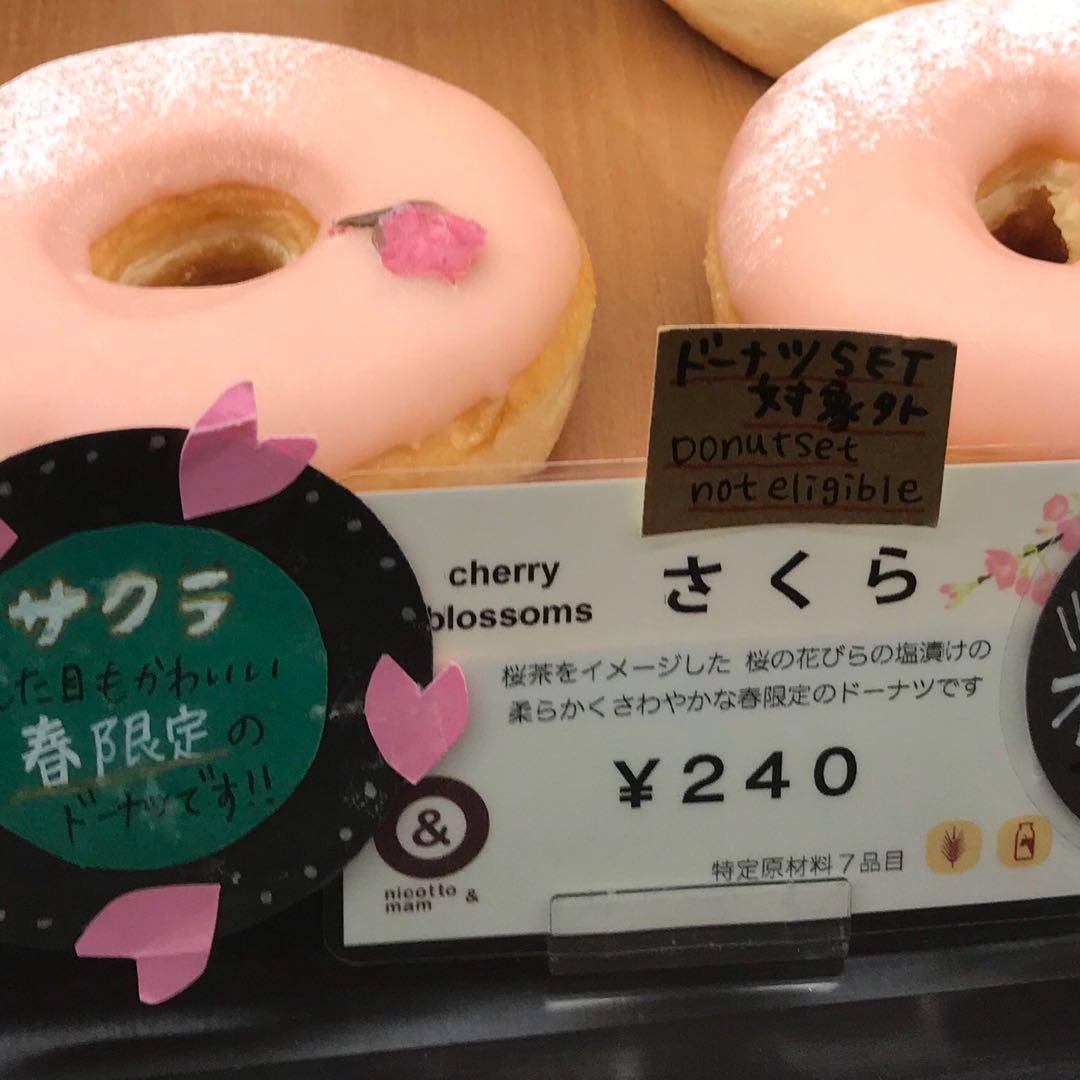 ドーナツSET
対象外
Donutset
not eligible
cherry
blossoms
さくら
桜茶をイメージした 桜の花びらの塩漬けの
柔らかくさわやかな春限定のドーナツです
¥240
特定原材料7品目
&
nicotto &
mam
サクラ
た目もかわいい
春限定の
ドーナツです!!